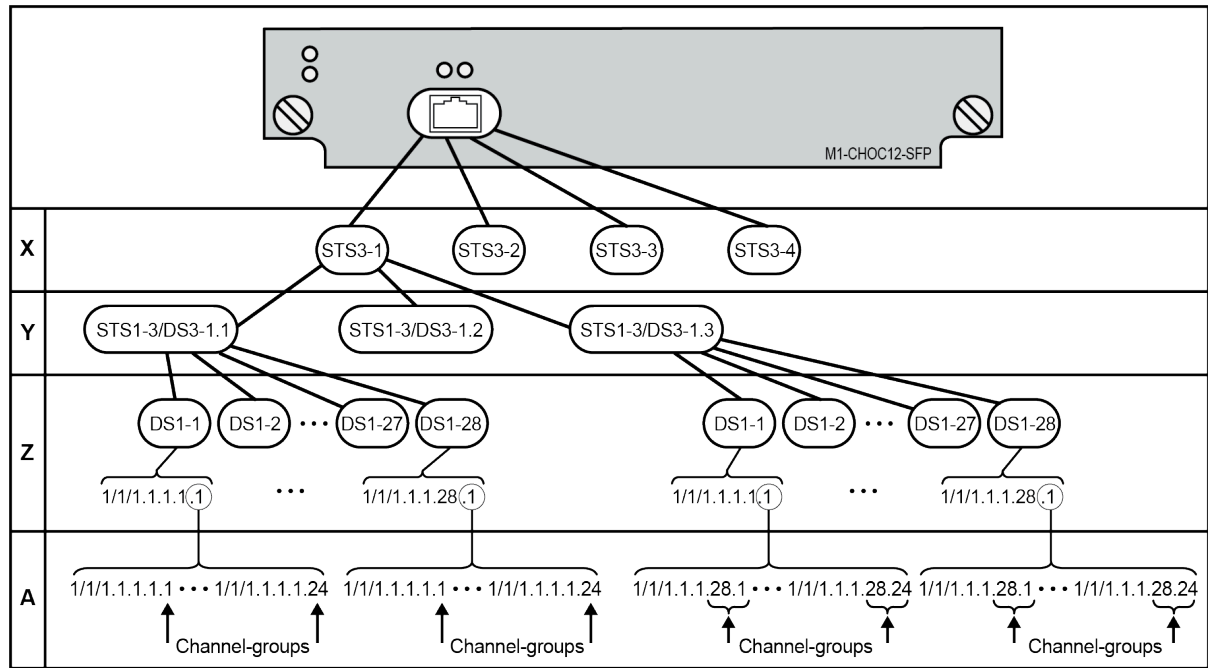 M1-CHOC12-SFP
X
STS3-1 STS3-2 STS3-3 STS3-4
Y
STS1-3/DS3-1.1 STS1-3/DS3-1.2 STS1-3/DS3-1.3
Z
DS1-1 DS1-2 ••• DS1-27 DS1-28 DS1-1 DS1-2 ••• DS1-27 DS1-28
1/1/1.1.1.1.1 ••• 1/1/1.1.1.28.1 1/1/1.1.1.1.1 ••• 1/1/1.1.1.28.1
A
1/1/1.1.1.1.1 ••• 1/1/1.1.1.1.24 1/1/1.1.1.1.1 ••• 1/1/1.1.1.1.24 1/1/1.1.1.28.1 ••• 1/1/1.1.1.28.24 1/1/1.1.1.28.1 ••• 1/1/1.1.1.28.24
Channel-groups Channel-groups Channel-groups Channel-groups